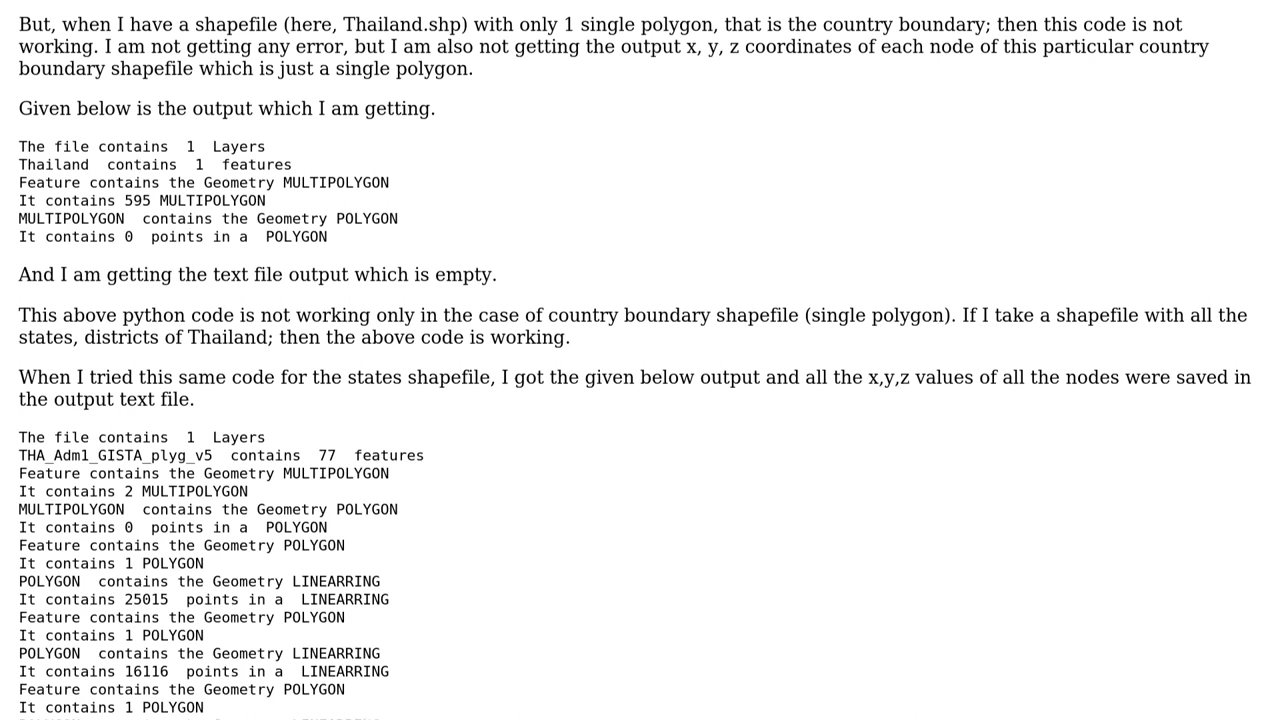 But, when I have a shapefile (here, Thailand.shp) with only 1 single polygon, that is the country boundary; then this code is not
working. I am not getting any error, but I am also not getting the output x, y, z coordinates of each node of this particular country
boundary shapefile which is just a single polygon.
Given below is the output which I am getting.
The file contains  1  Layers
Thailand  contains  1  features
Feature contains the Geometry MULTIPOLYGON
It contains 595 MULTIPOLYGON
MULTIPOLYGON  contains the Geometry POLYGON
It contains 0  points in a  POLYGON
And I am getting the text file output which is empty.
This above python code is not working only in the case of country boundary shapefile (single polygon). If I take a shapefile with all the
states, districts of Thailand; then the above code is working.
When I tried this same code for the states shapefile, I got the given below output and all the x,y,z values of all the nodes were saved in
the output text file.
The file contains  1  Layers
THA_Adm1_GISTA_plyg_v5  contains  77  features
Feature contains the Geometry MULTIPOLYGON
It contains 2 MULTIPOLYGON
MULTIPOLYGON  contains the Geometry POLYGON
It contains 0  points in a  POLYGON
Feature contains the Geometry POLYGON
It contains 1 POLYGON
POLYGON  contains the Geometry LINEARRING
It contains 25015  points in a  LINEARRING
Feature contains the Geometry POLYGON
It contains 1 POLYGON
POLYGON  contains the Geometry LINEARRING
It contains 16116  points in a  LINEARRING
Feature contains the Geometry POLYGON
It contains 1 POLYGON